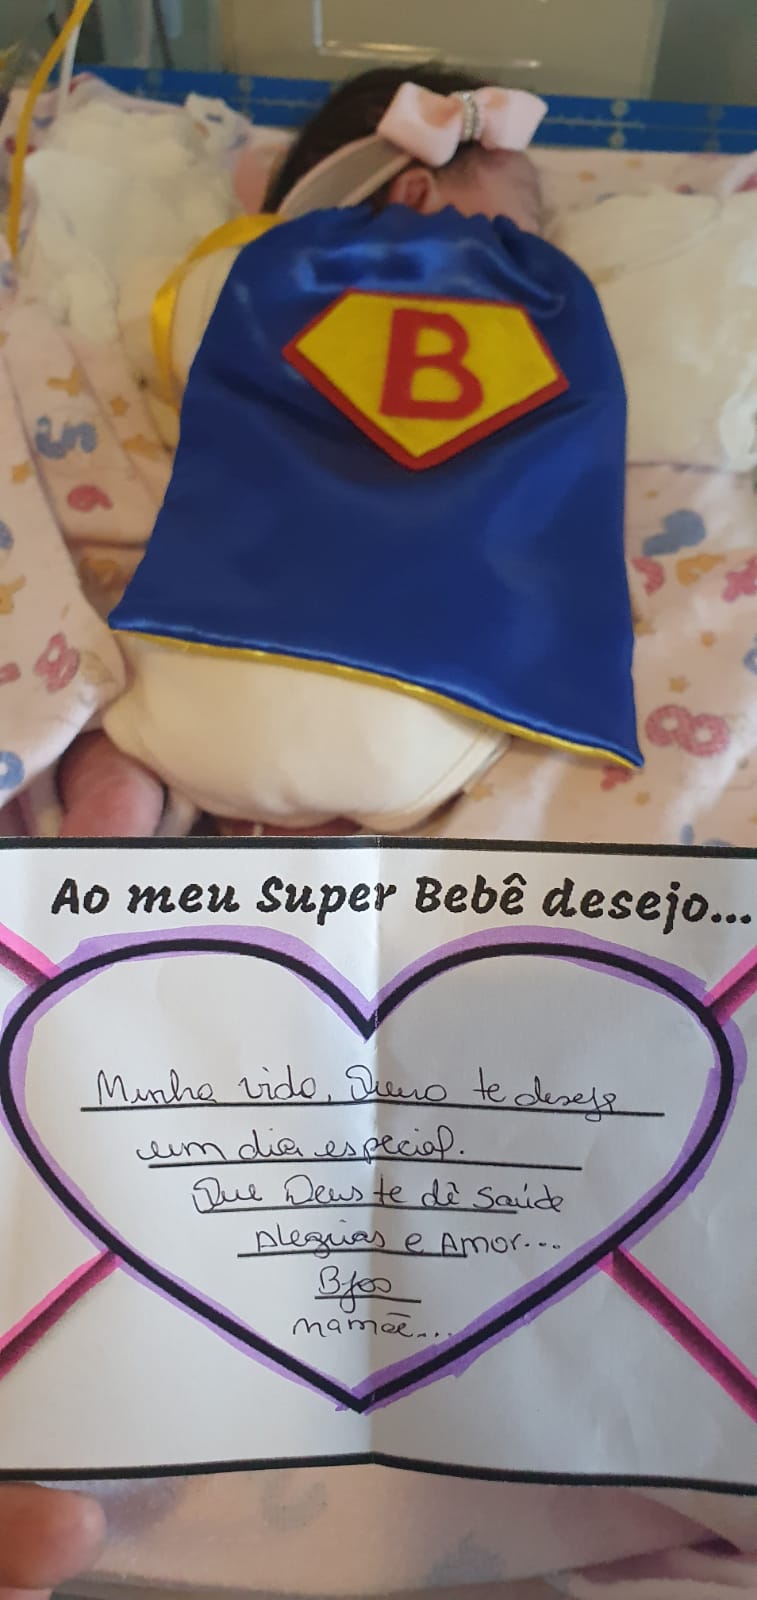 B
Ao meu Super Bebê desejo...
Minha vida, Quero te desejar
um dia especial.
Que Deus te dê saúde
Alegrias e Amor...
Bjos
Mamãe...